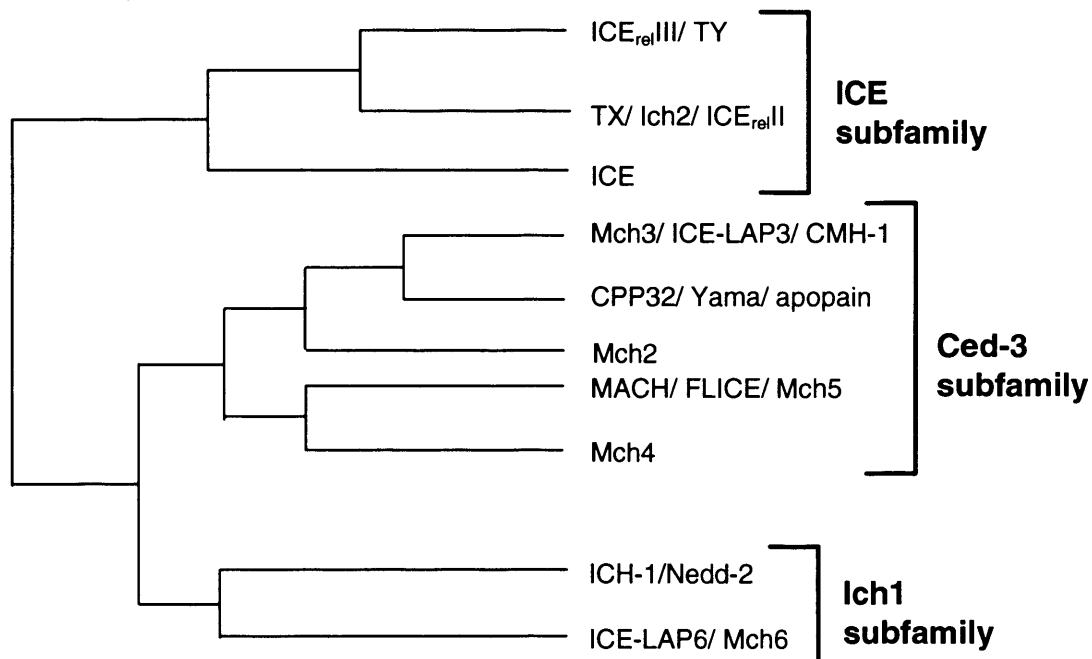 ICErelIII/ TY
TX/ Ich2/ ICErelII
ICE
ICE
subfamily
Mch3/ ICE-LAP3/ CMH-1
CPP32/ Yama/ apopain
Mch2
MACH/ FLICE/ Mch5
Mch4
Ced-3
subfamily
ICH-1/Nedd-2
ICE-LAP6/ Mch6
Ich1
subfamily